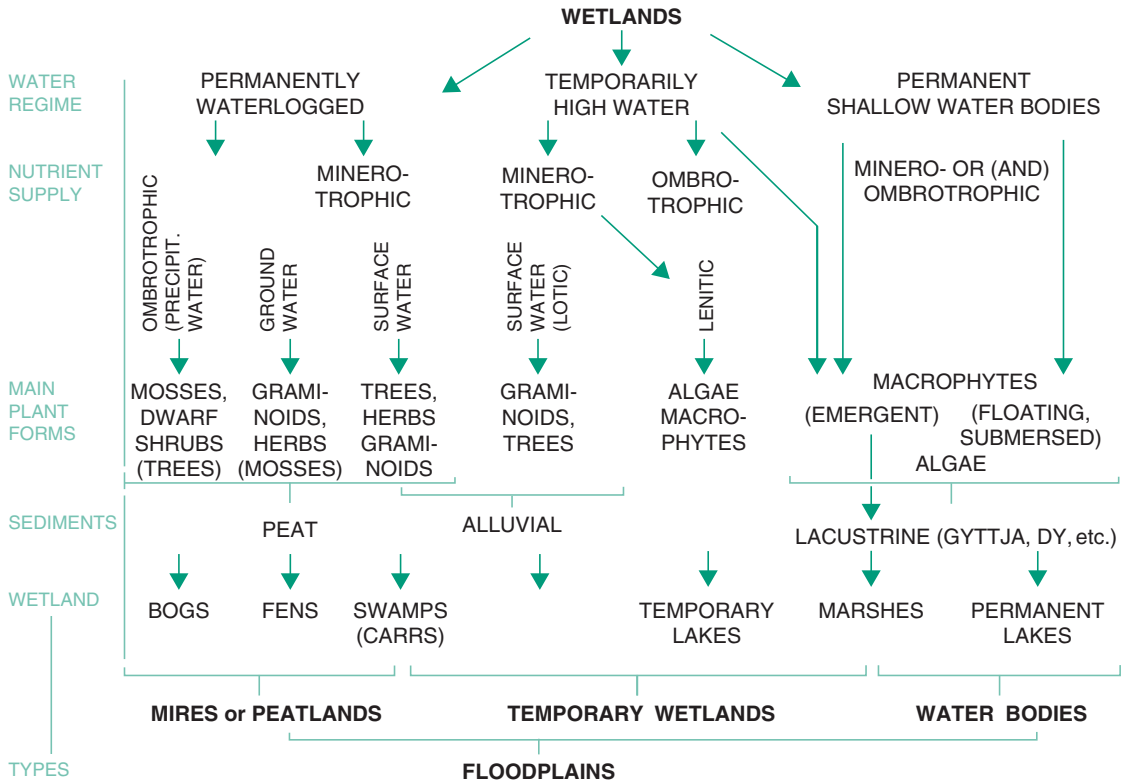 WETLANDS
WATER
REGIME
PERMANENTLY
WATERLOGGED
TEMPORARILY
HIGH WATER
PERMANENT
SHALLOW WATER BODIES
NUTRIENT
SUPPLY
MINERO-
TROPHIC
MINERO-
TROPHIC
OMBRO-
TROPHIC
MINERO- OR (AND)
OMBROTROPHIC
OMBROTROPHIC
(PRECIPIT.
WATER)
GROUND
WATER
SURFACE
WATER
SURFACE
WATER
(LOTIC)
LENITIC
MAIN
PLANT
FORMS
MOSSES,
DWARF
SHRUBS
(TREES)
GRAMI-
NOIDS,
HERBS
(MOSSES)
TREES,
HERBS
GRAMI-
NOIDS
GRAMI-
NOIDS,
TREES
ALGAE
MACRO-
PHYTES
MACROPHYTES
(EMERGENT)
(FLOATING,
SUBMERSED)
ALGAE
SEDIMENTS
PEAT
ALLUVIAL
LACUSTRINE (GYTTJA, DY, etc.)
WETLAND
BOGS
FENS
SWAMPS
(CARRS)
TEMPORARY
LAKES
MARSHES
PERMANENT
LAKES
MIRES or PEATLANDS
TEMPORARY WETLANDS
WATER BODIES
TYPES
FLOODPLAINS